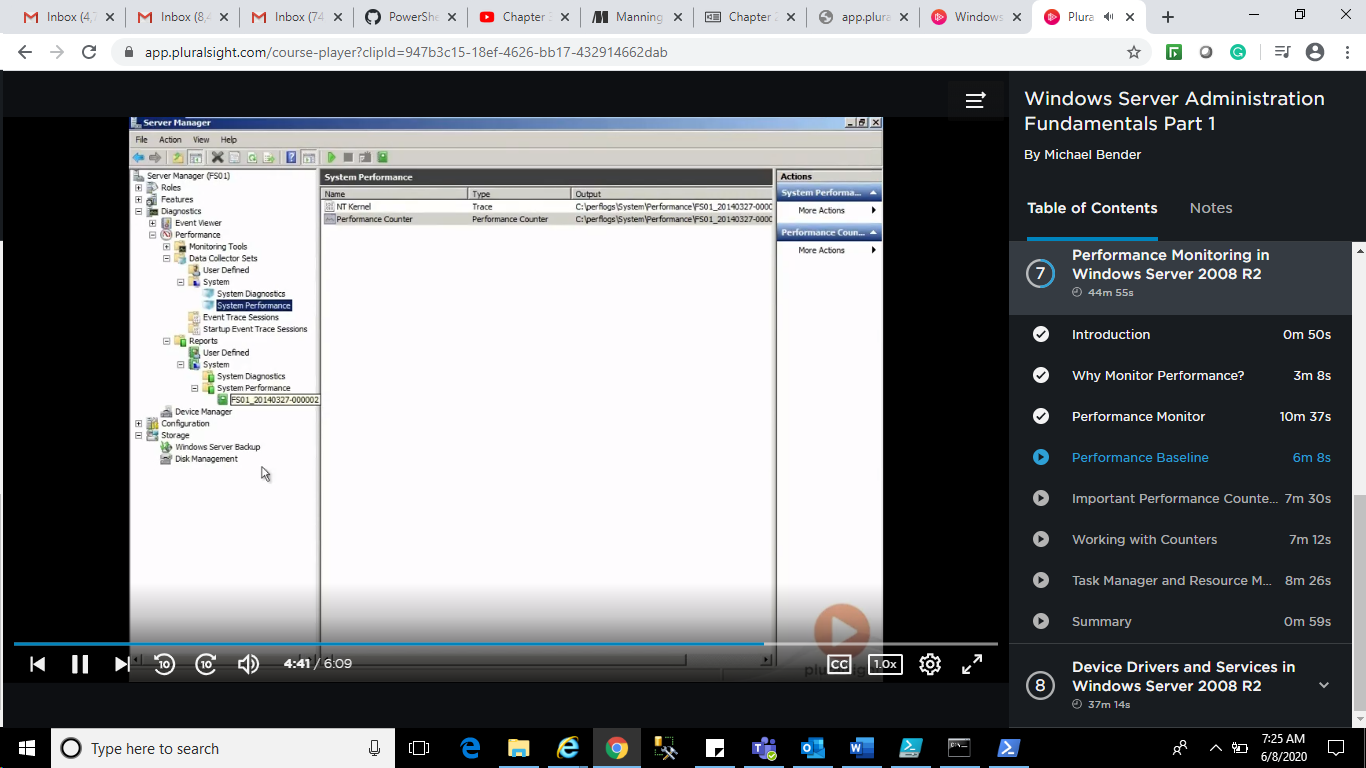 Inbox (4,7
Inbox (8,4
Inbox (74
PowerShe
Chapter
Manning
Chapter 2
app.plura
Windows
Plura
app.pluralsight.com/course-player?clipId=947b3c15-18ef-4626-bb17-432914662dab
Server Manager
File Action View Help
Server Manager (FS01)
Roles
Features
Diagnostics
Event Viewer
Performance
Monitoring Tools
Data Collector Sets
User Defined
System
System Diagnostics
System Performance
Event Trace Sessions
Startup Event Trace Sessions
Reports
User Defined
System
System Diagnostics
System Performance
FS01_20140327-000002
Device Manager
Configuration
Storage
Windows Server Backup
Disk Management
System Performance
Name Type Output
NT Kernel Trace C:\perflogs\System\Performance\FS01_20140327-0000
Performance Counter Performance Counter C:\perflogs\System\Performance\FS01_20140327-0000
Actions
System Performa...
More Actions
Performance Coun...
More Actions
10 10 4:41 / 6:09
CC 1.0x
Windows Server Administration
Fundamentals Part 1
By Michael Bender
Table of Contents Notes
7
Performance Monitoring in
Windows Server 2008 R2
44m 55s
Introduction 0m 50s
Why Monitor Performance? 3m 8s
Performance Monitor 10m 37s
Performance Baseline 6m 8s
Important Performance Counte... 7m 30s
Working with Counters 7m 12s
Task Manager and Resource M... 8m 26s
Summary 0m 59s
8
Device Drivers and Services in
Windows Server 2008 R2
37m 14s
Type here to search
7:25 AM
6/8/2020